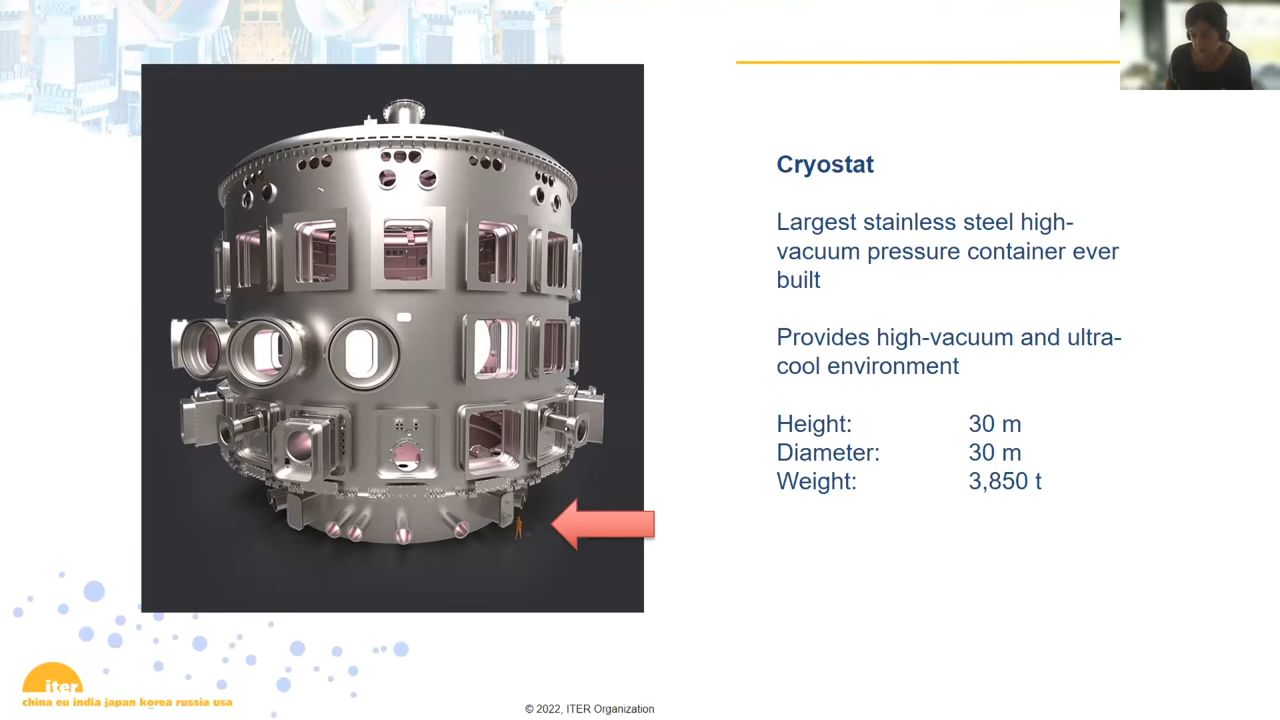 Cryostat
Largest stainless steel high-
vacuum pressure container ever
built
Provides high-vacuum and ultra-
cool environment
Height: 30 m
Diameter: 30 m
Weight: 3,850 t
iter
china eu india japan korea russia usa
© 2022, ITER Organization